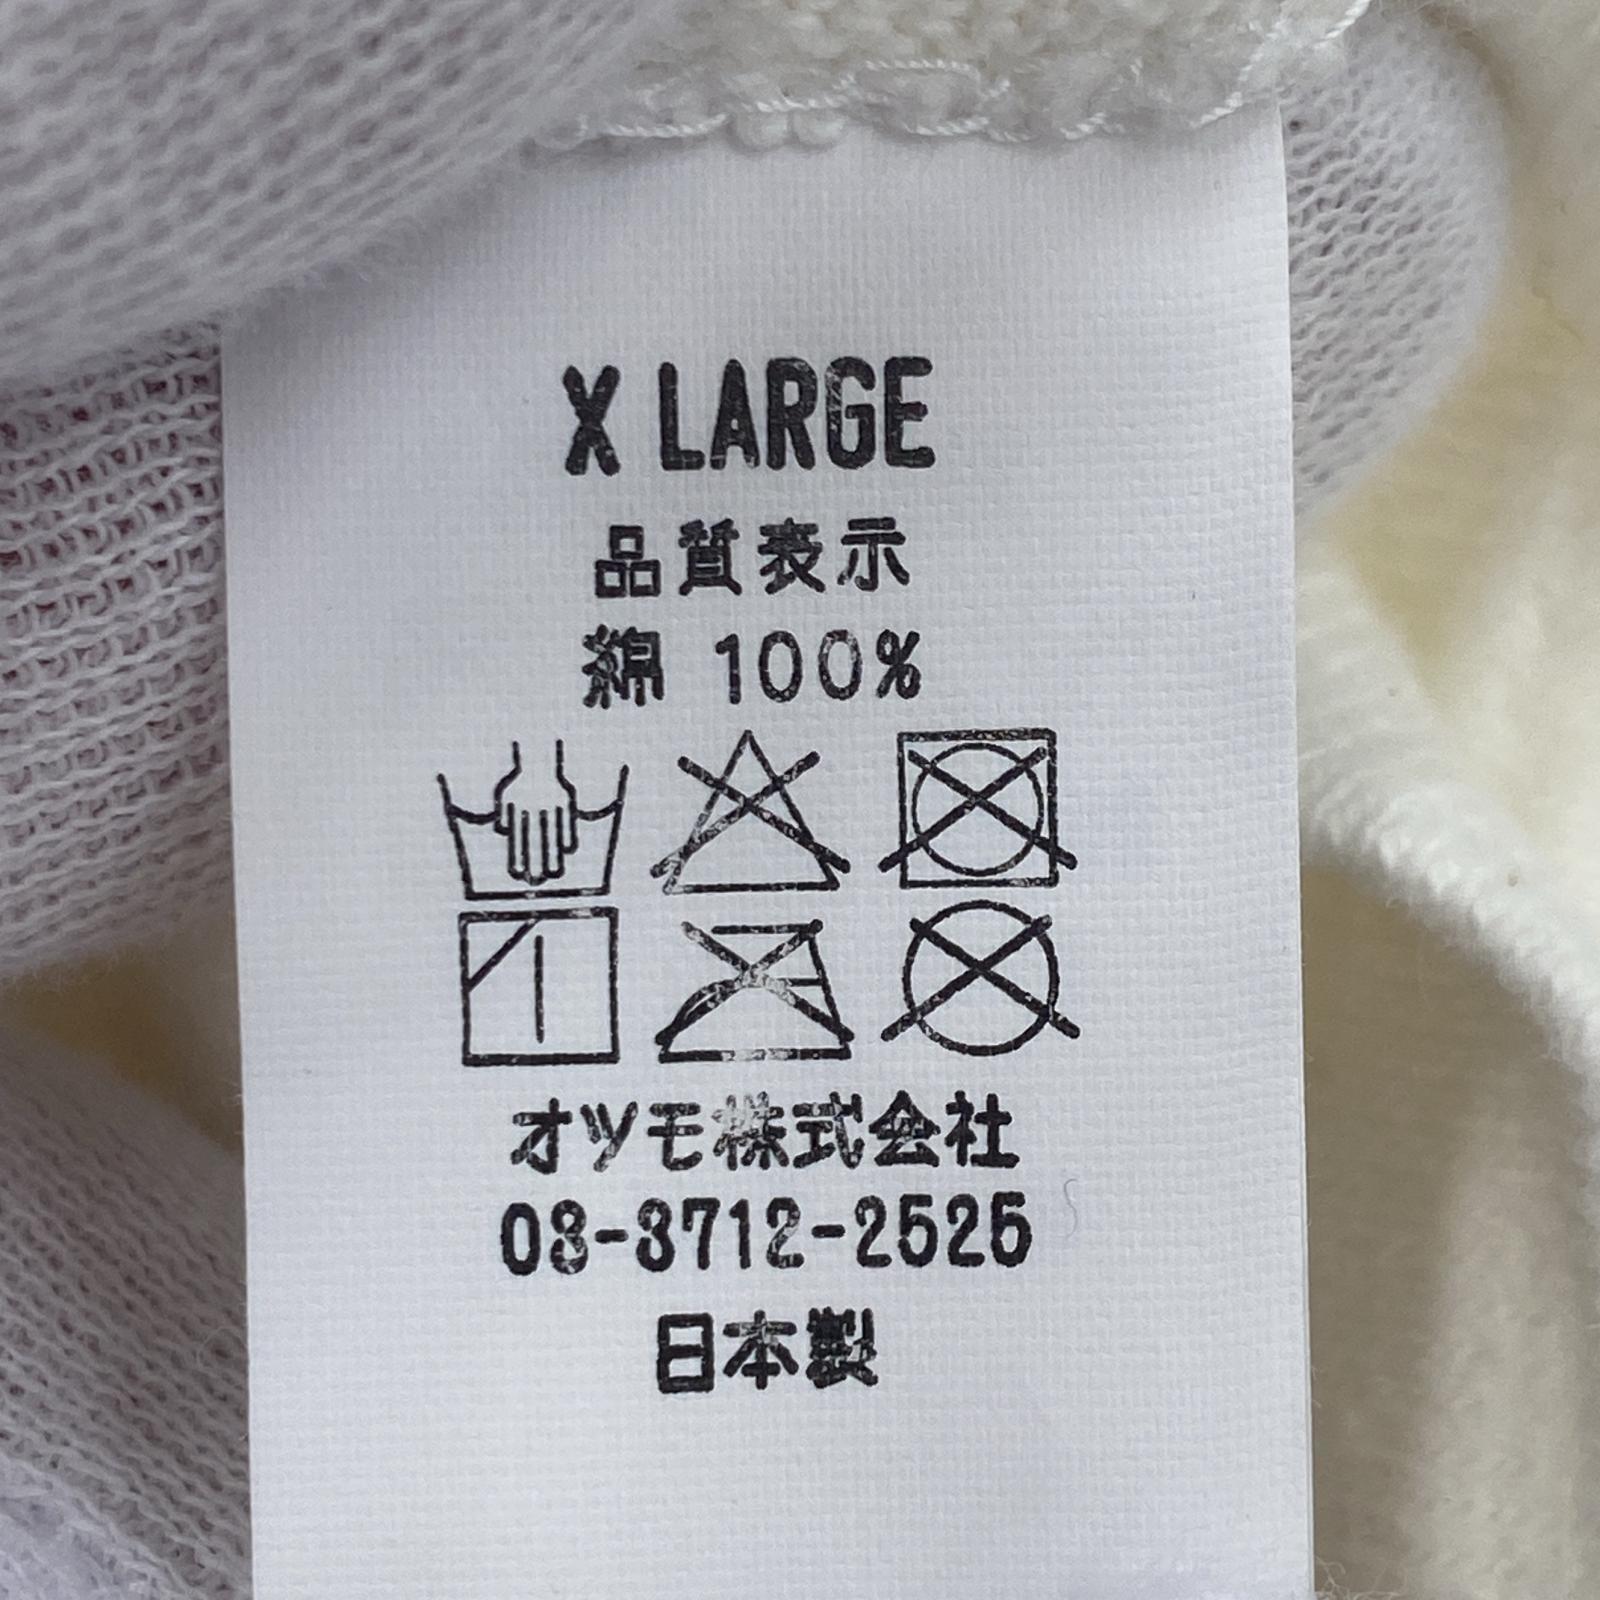 X LARGE
品質表示
綿 100%
オツモ株式会社
03-3712-2525
日本製